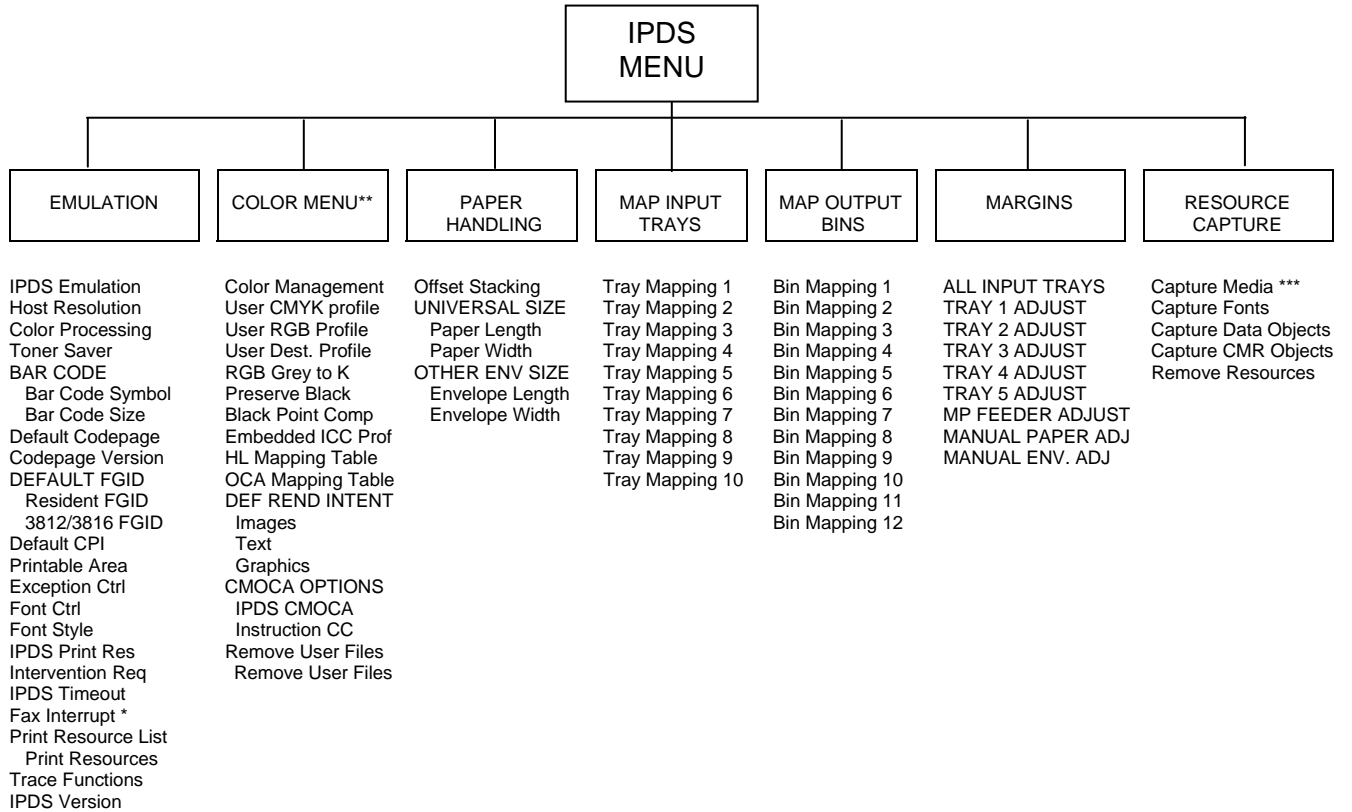 IPDS
MENU
EMULATION
IPDS Emulation
Host Resolution
Color Processing
Toner Saver
BAR CODE
Bar Code Symbol
Bar Code Size
Default Codepage
Codepage Version
DEFAULT FGID
Resident FGID
3812/3816 FGID
Default CPI
Printable Area
Exception Ctrl
Font Ctrl
Font Style
IPDS Print Res
Intervention Req
IPDS Timeout
Fax Interrupt *
Print Resource List
Print Resources
Trace Functions
IPDS Version
COLOR MENU**
Color Management
User CMYK profile
User RGB Profile
User Dest. Profile
RGB Grey to K
Preserve Black
Black Point Comp
Embedded ICC Prof
HL Mapping Table
OCA Mapping Table
DEF REND INTENT
Images
Text
Graphics
CMOCA OPTIONS
IPDS CMOCA
Instruction CC
Remove User Files
Remove User Files
PAPER
HANDLING
Offset Stacking
UNIVERSAL SIZE
Paper Length
Paper Width
OTHER ENV SIZE
Envelope Length
Envelope Width
MAP INPUT
TRAYS
Tray Mapping 1
Tray Mapping 2
Tray Mapping 3
Tray Mapping 4
Tray Mapping 5
Tray Mapping 6
Tray Mapping 7
Tray Mapping 8
Tray Mapping 9
Tray Mapping 10
MAP OUTPUT
BINS
Bin Mapping 1
Bin Mapping 2
Bin Mapping 3
Bin Mapping 4
Bin Mapping 5
Bin Mapping 6
Bin Mapping 7
Bin Mapping 8
Bin Mapping 9
Bin Mapping 10
Bin Mapping 11
Bin Mapping 12
MARGINS
ALL INPUT TRAYS
TRAY 1 ADJUST
TRAY 2 ADJUST
TRAY 3 ADJUST
TRAY 4 ADJUST
TRAY 5 ADJUST
MP FEEDER ADJUST
MANUAL PAPER ADJ
MANUAL ENV. ADJ
RESOURCE
CAPTURE
Capture Media ***
Capture Fonts
Capture Data Objects
Capture CMR Objects
Remove Resources